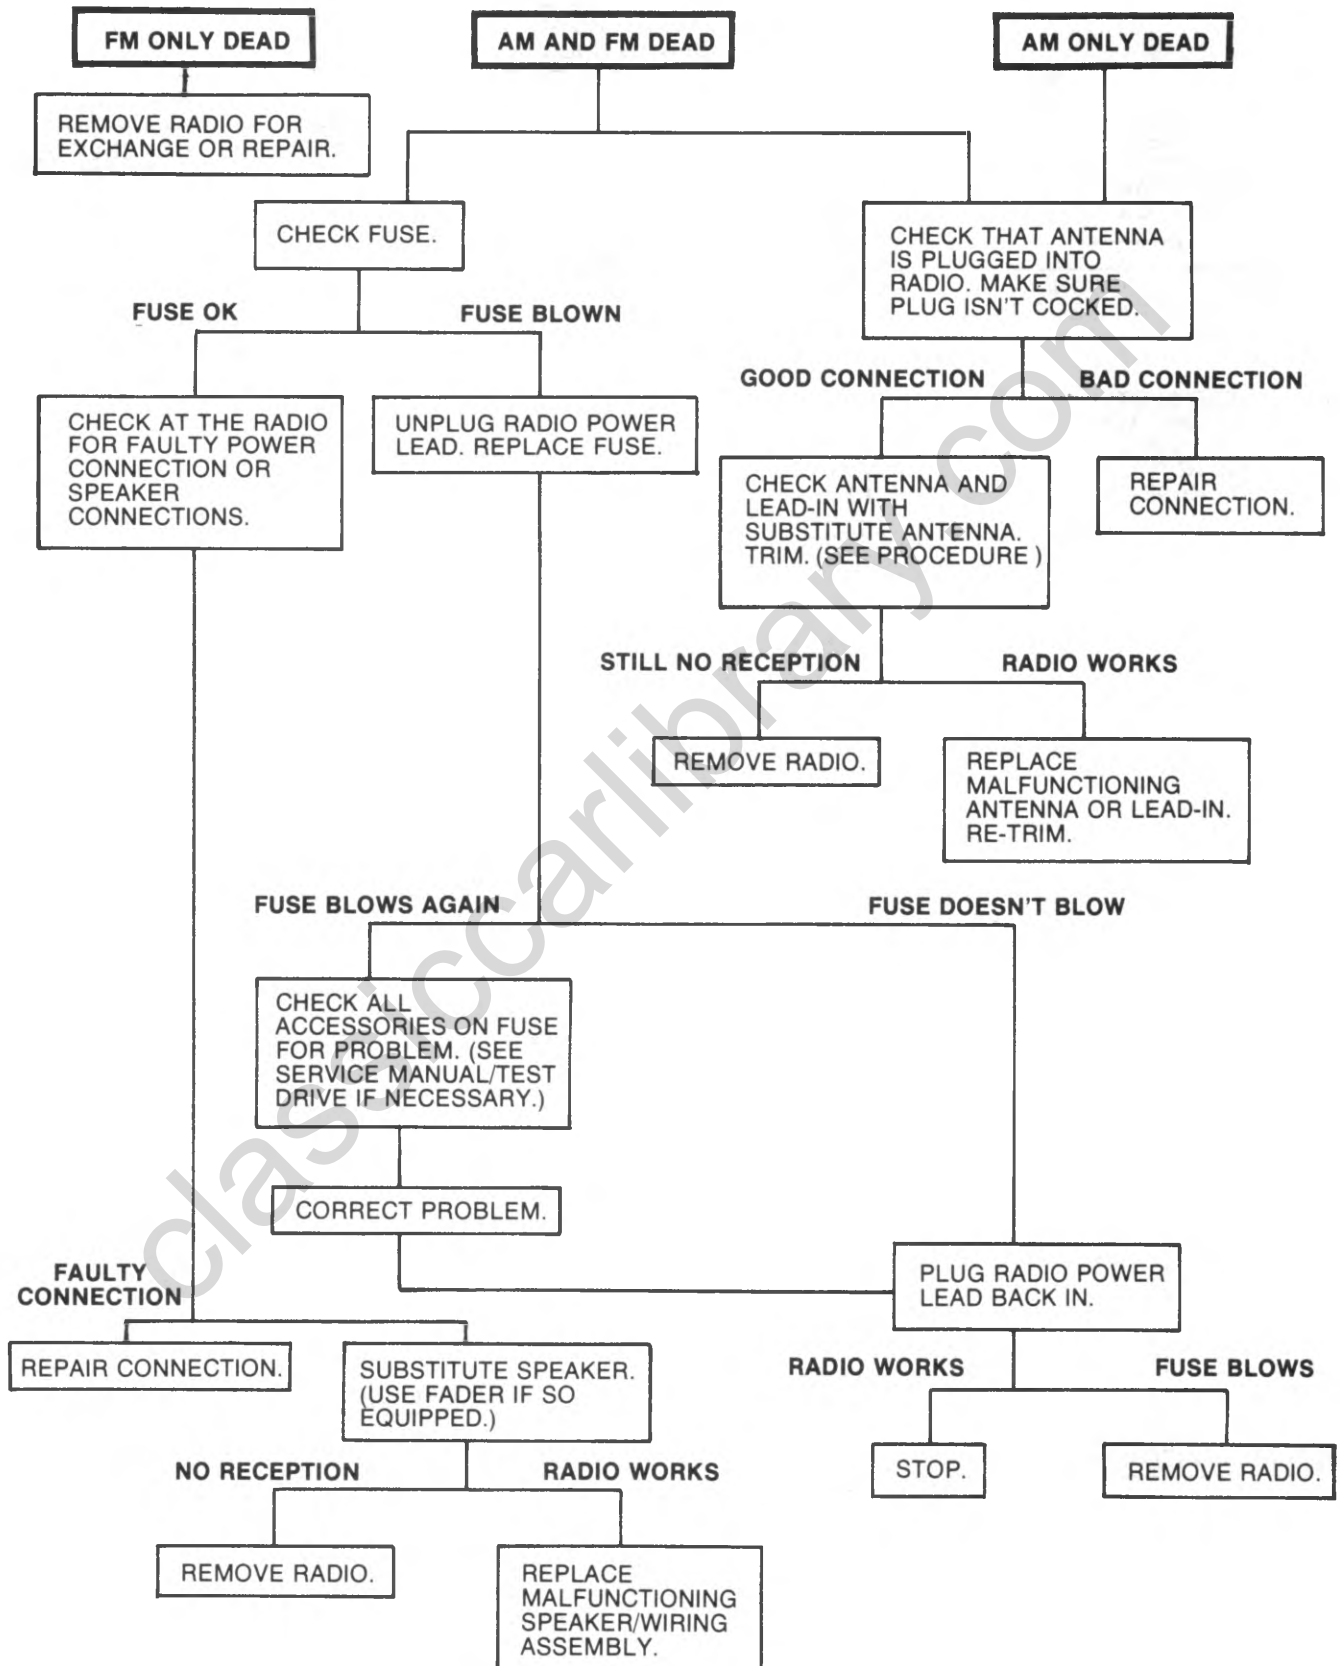 FM ONLY DEAD
AM AND FM DEAD
AM ONLY DEAD
REMOVE RADIO FOR
EXCHANGE OR REPAIR.
CHECK FUSE.
CHECK THAT ANTENNA
IS PLUGGED INTO
RADIO. MAKE SURE
PLUG ISN'T COCKED.
FUSE OK
FUSE BLOWN
GOOD CONNECTION
BAD CONNECTION
CHECK AT THE RADIO
FOR FAULTY POWER
CONNECTION OR
SPEAKER
CONNECTIONS.
UNPLUG RADIO POWER
LEAD. REPLACE FUSE.
CHECK ANTENNA AND
LEAD-IN WITH
SUBSTITUTE ANTENNA.
TRIM. (SEE PROCEDURE )
REPAIR
CONNECTION.
STILL NO RECEPTION
RADIO WORKS
REMOVE RADIO.
REPLACE
MALFUNCTIONING
ANTENNA OR LEAD-IN.
RE-TRIM.
FUSE BLOWS AGAIN
FUSE DOESN'T BLOW
CHECK ALL
ACCESSORIES ON FUSE
FOR PROBLEM. (SEE
SERVICE MANUAL/TEST
DRIVE IF NECESSARY.)
CORRECT PROBLEM.
PLUG RADIO POWER
LEAD BACK IN.
FAULTY
CONNECTION
REPAIR CONNECTION.
SUBSTITUTE SPEAKER.
(USE FADER IF SO
EQUIPPED.)
RADIO WORKS
FUSE BLOWS
STOP.
REMOVE RADIO.
NO RECEPTION
RADIO WORKS
REMOVE RADIO.
REPLACE
MALFUNCTIONING
SPEAKER/WIRING
ASSEMBLY.
classiccarlibrary.com